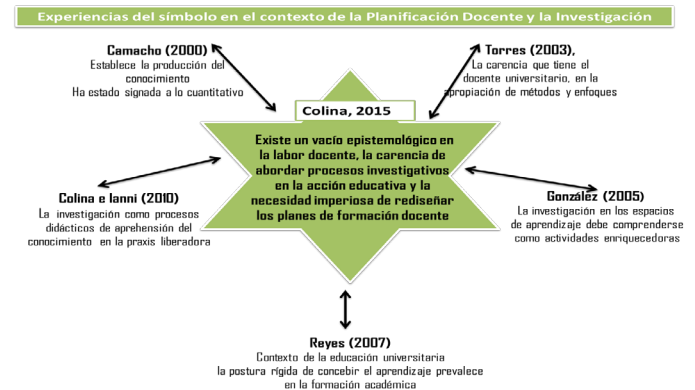 Experiencias del símbolo en el contexto de la Planificación Docente y la Investigación
Camacho (2000)
Establece la producción del
conocimiento
Ha estado signada a lo cuantitativo
Torres (2003),
La carencia que tiene el
docente universitario, en la
apropiación de métodos y enfoques
Colina, 2015
Existe un vacío epistemológico en
la labor docente, la carencia de
abordar procesos investigativos
en la acción educativa y la
necesidad imperiosa de rediseñar
los planes de formación docente
Colina e Ianni (2010)
La investigación como procesos
didácticos de aprehensión del
conocimiento en la praxis liberadora
González (2005)
La investigación en los espacios
de aprendizaje debe comprenderse
como actividades enriquecedoras
Reyes (2007)
Contexto de la educación universitaria
la postura rígida de concebir el aprendizaje prevalece
en la formación académica